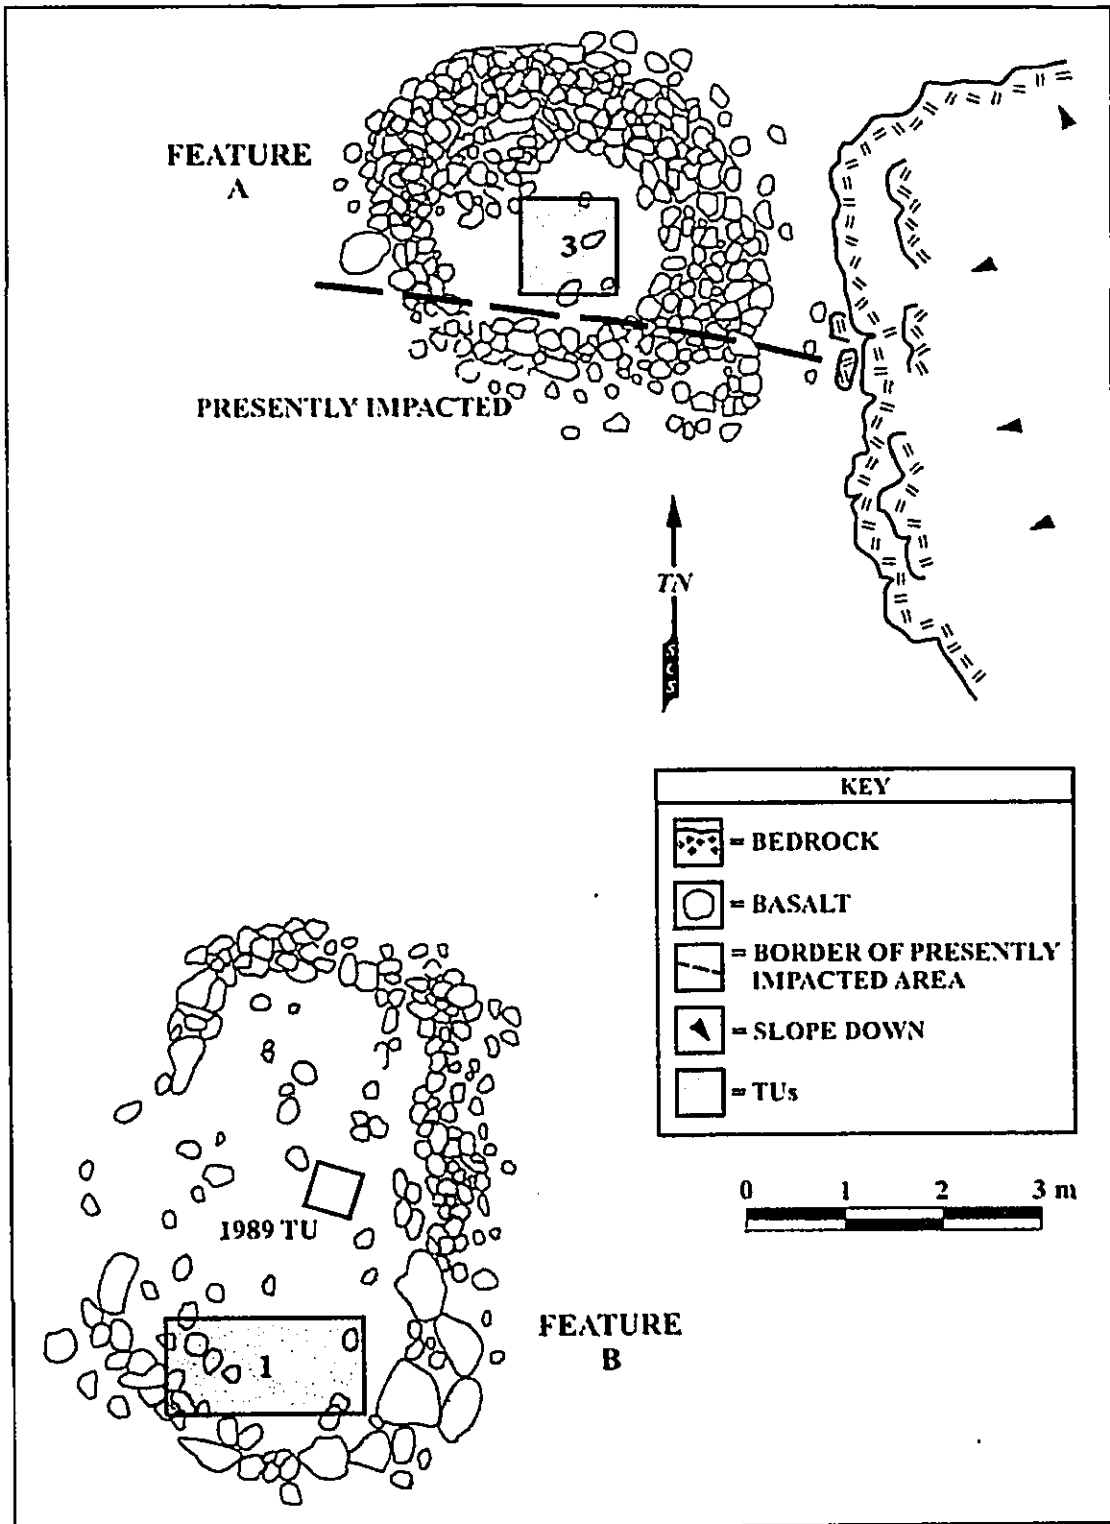 FEATURE
A
3
PRESENTLY IMPACTED
TN
SCS
KEY
= BEDROCK
= BASALT
= BORDER OF PRESENTLY
IMPACTED AREA
= SLOPE DOWN
= TUs
0 1 2 3 m
1989 TU
FEATURE
B
1